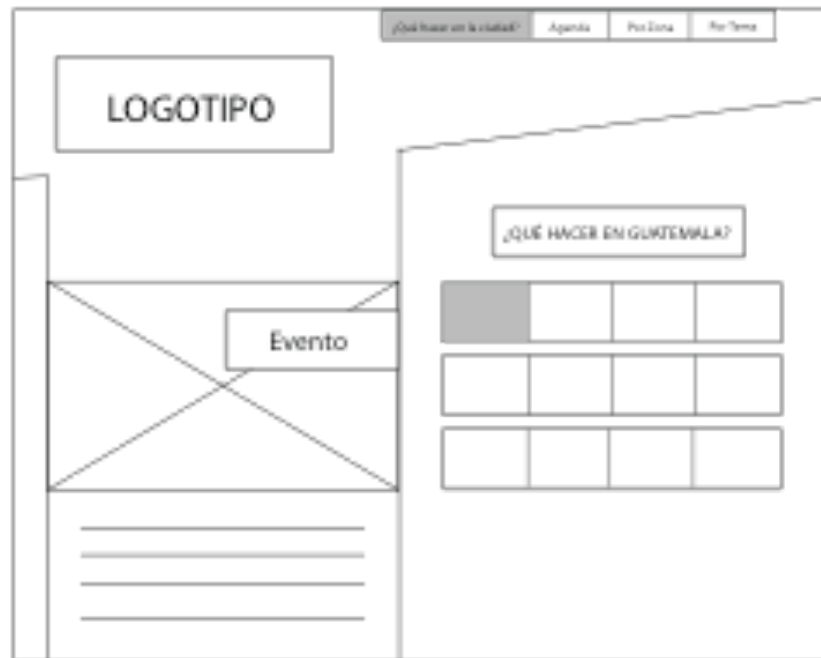 ¿Qué hacer en la ciudad? Agenda Por Zona Por Tema
LOGOTIPO
¿QUÉ HACER EN GUATEMALA?
Evento